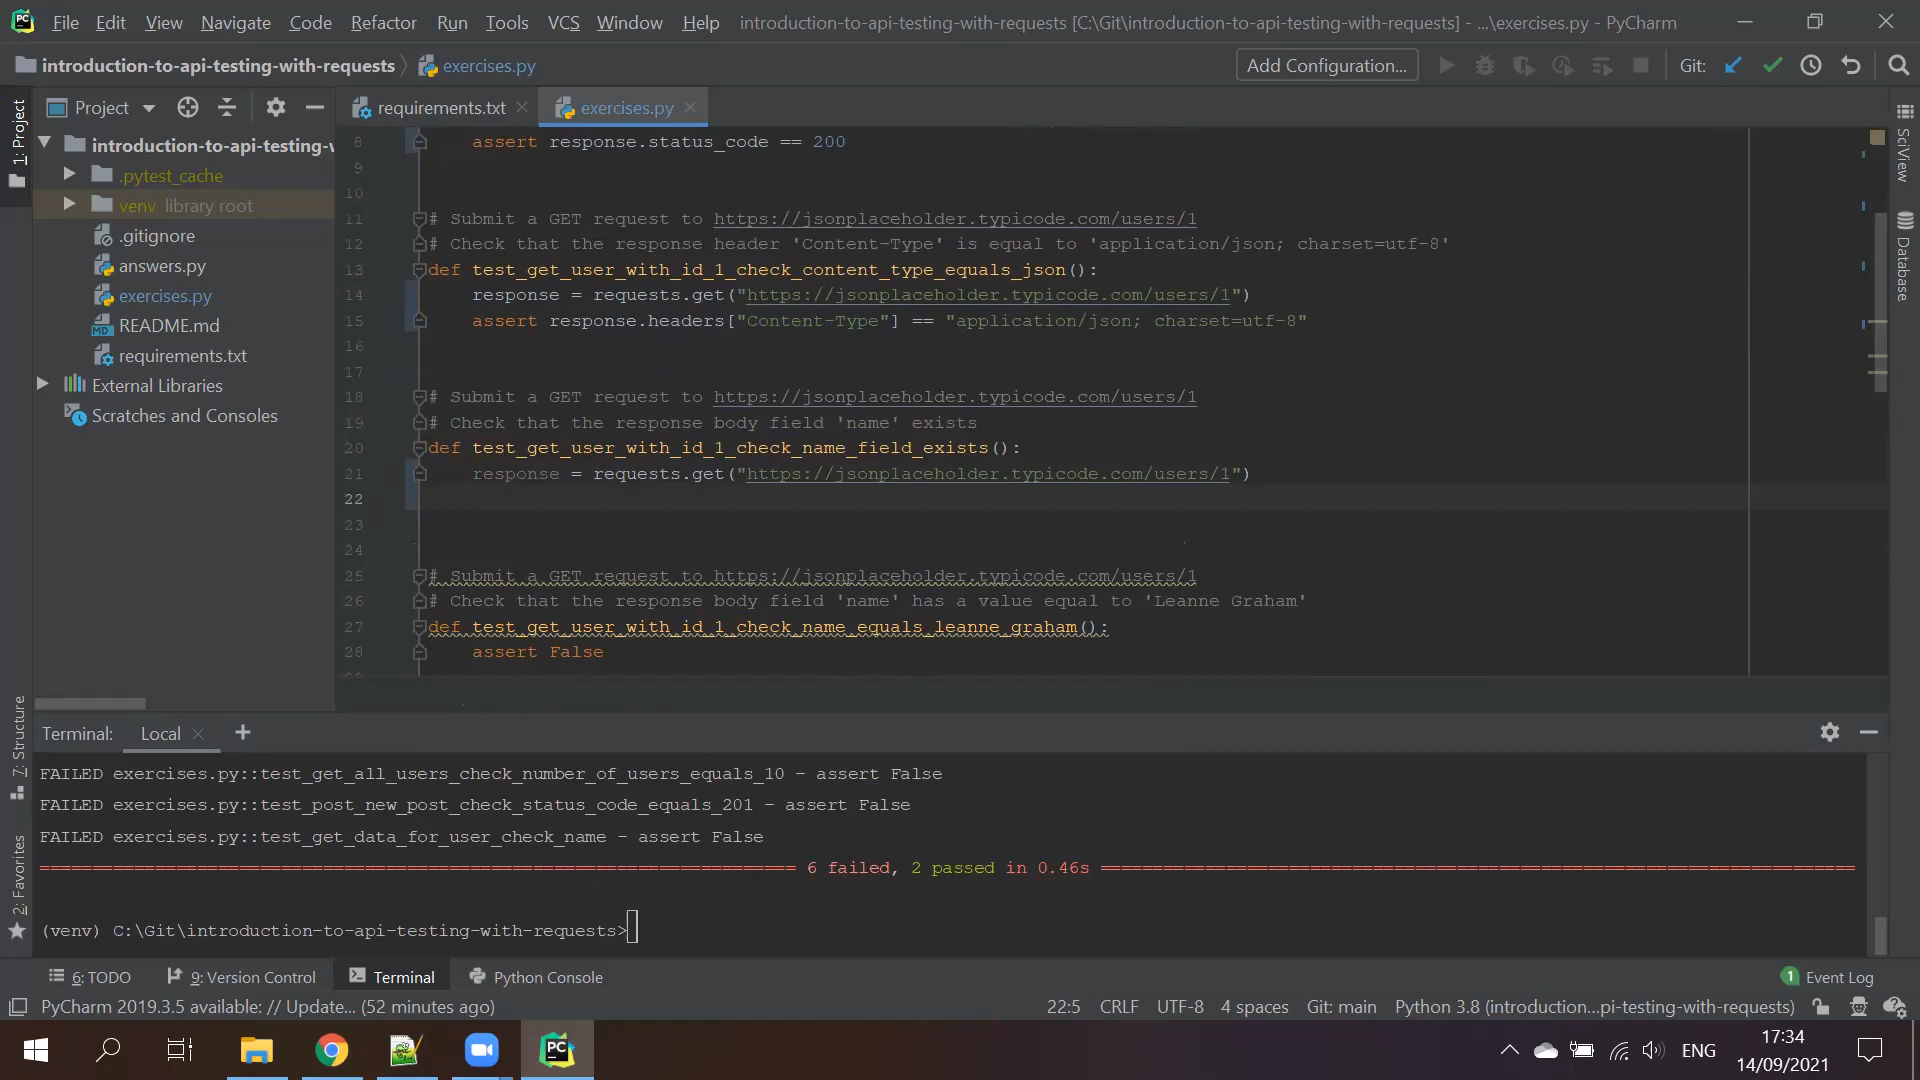 File Edit View Navigate Code Refactor Run Tools VCS Window Help introduction-to-api-testing-with-requests [C:\Git\introduction-to-api-testing-with-requests] - ...\exercises.py - PyCharm
introduction-to-api-testing-with-requests exercises.py Add Configuration... Git:
1: Project
Project
requirements.txt
exercises.py
introduction-to-api-testing-w
.pytest_cache
venv library root
.gitignore
answers.py
exercises.py
README.md
requirements.txt
External Libraries
Scratches and Consoles
8 assert response.status_code == 200
9
10
11 # Submit a GET request to https://jsonplaceholder.typicode.com/users/1
12 # Check that the response header 'Content-Type' is equal to 'application/json; charset=utf-8'
13 def test_get_user_with_id_1_check_content_type_equals_json():
14 response = requests.get("https://jsonplaceholder.typicode.com/users/1")
15 assert response.headers["Content-Type"] == "application/json; charset=utf-8"
16
17
18 # Submit a GET request to https://jsonplaceholder.typicode.com/users/1
19 # Check that the response body field 'name' exists
20 def test_get_user_with_id_1_check_name_field_exists():
21 response = requests.get("https://jsonplaceholder.typicode.com/users/1")
22
23
24
25 # Submit a GET request to https://jsonplaceholder.typicode.com/users/1
26 # Check that the response body field 'name' has a value equal to 'Leanne Graham'
27 def test_get_user_with_id_1_check_name_equals_leanne_graham():
28 assert False
SciView
Database
7: Structure
2: Favorites
Terminal: Local
FAILED exercises.py::test_get_all_users_check_number_of_users_equals_10 - assert False
FAILED exercises.py::test_post_new_post_check_status_code_equals_201 - assert False
FAILED exercises.py::test_get_data_for_user_check_name - assert False
6 failed, 2 passed in 0.46s
(venv) C:\Git\introduction-to-api-testing-with-requests>
6: TODO 9: Version Control Terminal Python Console 1 Event Log
PyCharm 2019.3.5 available: // Update... (52 minutes ago) 22:5 CRLF UTF-8 4 spaces Git: main Python 3.8 (introduction...pi-testing-with-requests)
ENG
17:34
14/09/2021